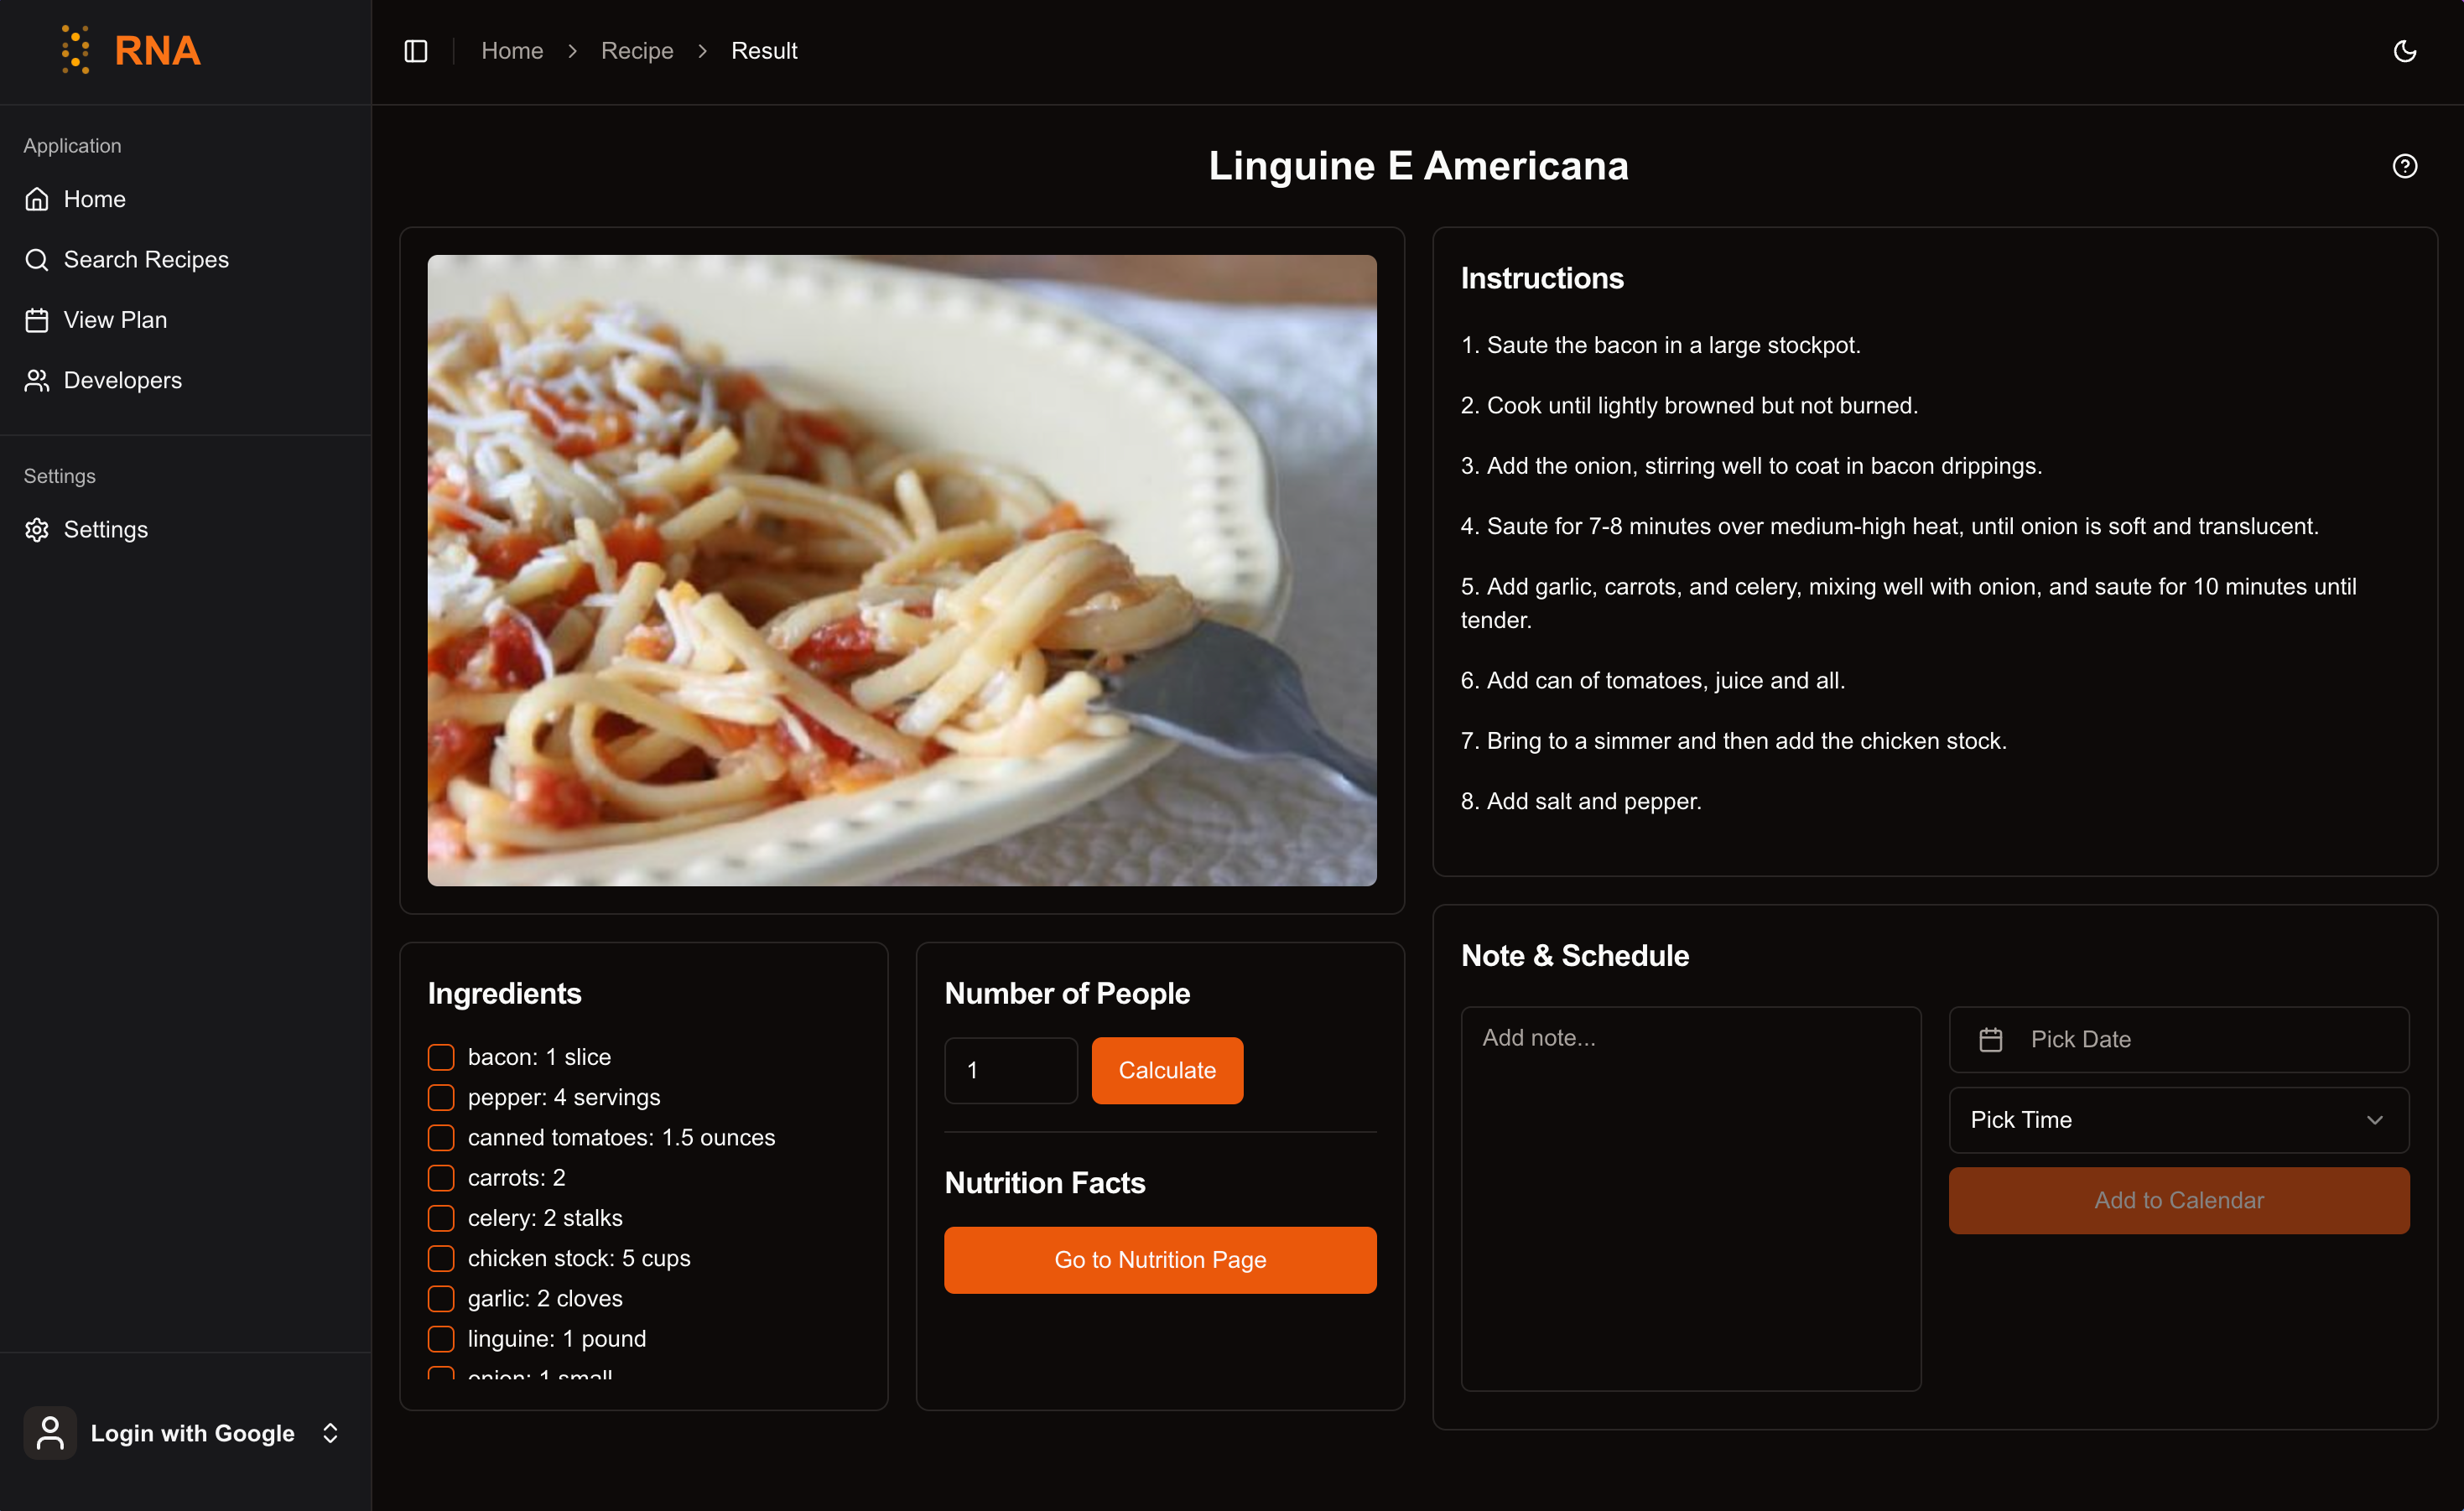 RNA
Home
Recipe
Result
Application
Home
Search Recipes
View Plan
Developers
Settings
Settings
Login with Google
Linguine E Americana
Instructions
1. Saute the bacon in a large stockpot.
2. Cook until lightly browned but not burned.
3. Add the onion, stirring well to coat in bacon drippings.
4. Saute for 7-8 minutes over medium-high heat, until onion is soft and translucent.
5. Add garlic, carrots, and celery, mixing well with onion, and saute for 10 minutes until
tender.
6. Add can of tomatoes, juice and all.
7. Bring to a simmer and then add the chicken stock.
8. Add salt and pepper.
Ingredients
bacon: 1 slice
pepper: 4 servings
canned tomatoes: 1.5 ounces
carrots: 2
celery: 2 stalks
chicken stock: 5 cups
garlic: 2 cloves
linguine: 1 pound
onion: 1 small
Number of People
1
Calculate
Nutrition Facts
Go to Nutrition Page
Note & Schedule
Add note...
Pick Date
Pick Time
Add to Calendar